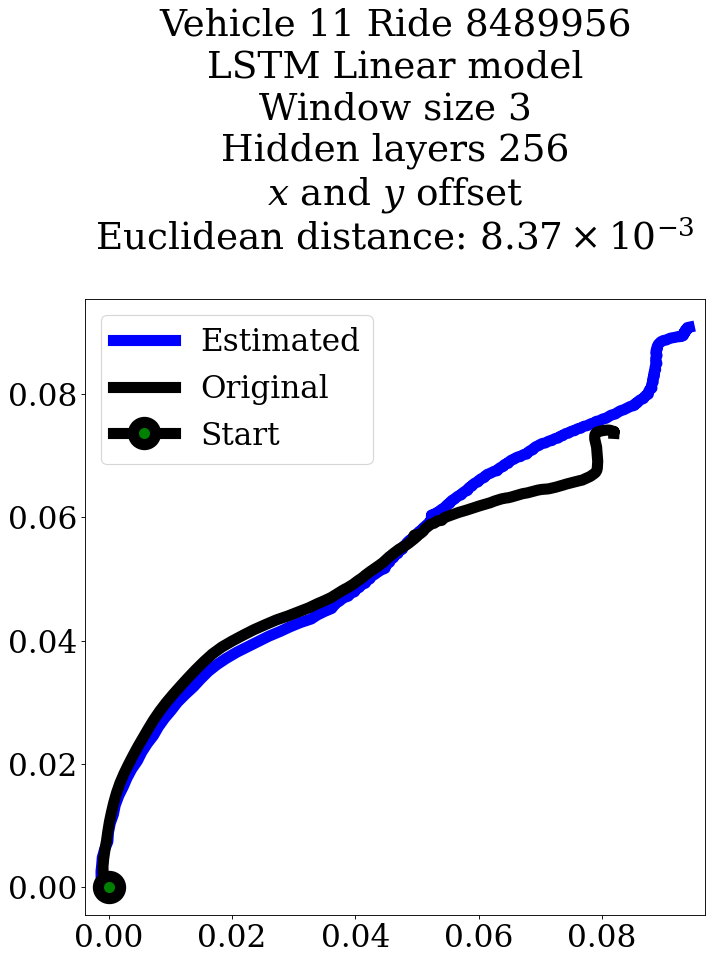 Vehicle 11 Ride 8489956
LSTM Linear model
Window size 3
Hidden layers 256
x and y offset
Euclidean distance: 8.37 × 10⁻³
Estimated
Original
Start
0.08
0.06
0.04
0.02
0.00
0.00 0.02 0.04 0.06 0.08